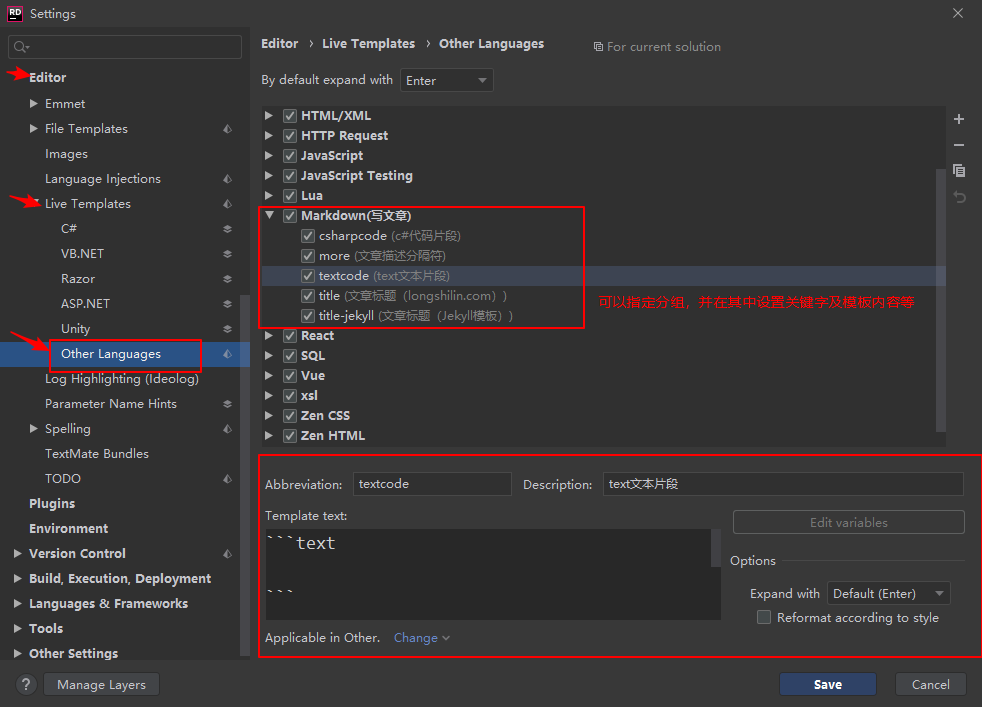 RD Settings
Editor › Live Templates › Other Languages For current solution
By default expand with Enter
Editor
Emmet
File Templates
Images
Language Injections
Live Templates
C#
VB.NET
Razor
ASP.NET
Unity
Other Languages
Log Highlighting (Ideolog)
Parameter Name Hints
Spelling
TextMate Bundles
TODO
Plugins
Environment
Version Control
Build, Execution, Deployment
Languages & Frameworks
Tools
Other Settings
HTML/XML
HTTP Request
JavaScript
JavaScript Testing
Lua
Markdown(写文章)
csharpcode (c#代码片段)
more (文章描述分隔符)
textcode (text文本片段)
title (文章标题（longshilin.com）)
title-jekyll (文章标题（Jekyll模板）)
可以指定分组，并在其中设置关键字及模板内容等
React
SQL
Vue
xsl
Zen CSS
Zen HTML
Abbreviation: textcode Description: text文本片段
Template text:
```text
```
Edit variables
Options
Expand with Default (Enter)
Reformat according to style
Applicable in Other. Change
? Manage Layers Save Cancel